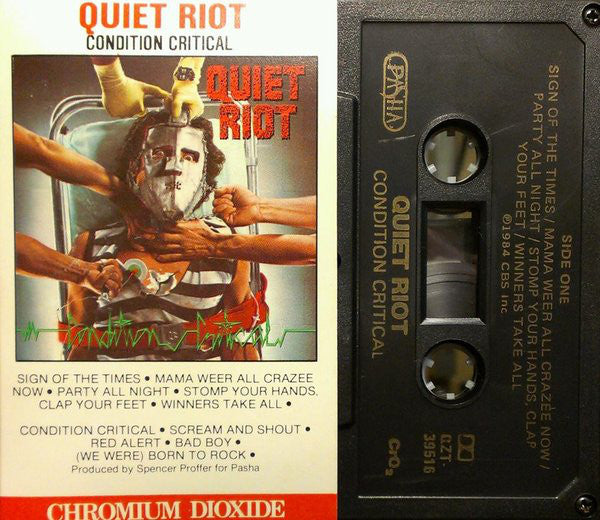 QUIET RIOT
CONDITION CRITICAL
QUIET
RIOT
Condition Critical
SIGN OF THE TIMES • MAMA WEER ALL CRAZEE
NOW • PARTY ALL NIGHT • STOMP YOUR HANDS,
CLAP YOUR FEET • WINNERS TAKE ALL •
CONDITION CRITICAL • SCREAM AND SHOUT •
RED ALERT • BAD BOY •
(WE WERE) BORN TO ROCK •
Produced by Spencer Proffer for Pasha
CHROMIUM DIOXIDE
PASHA
QUIET RIOT
CONDITION CRITICAL
SIDE ONE
SIGN OF THE TIMES / MAMA WEER ALL CRAZEE NOW /
PARTY ALL NIGHT / STOMP YOUR HANDS, CLAP
YOUR FEET / WINNERS TAKE ALL
℗1984 CBS Inc.
QZT
39516
CrO₂